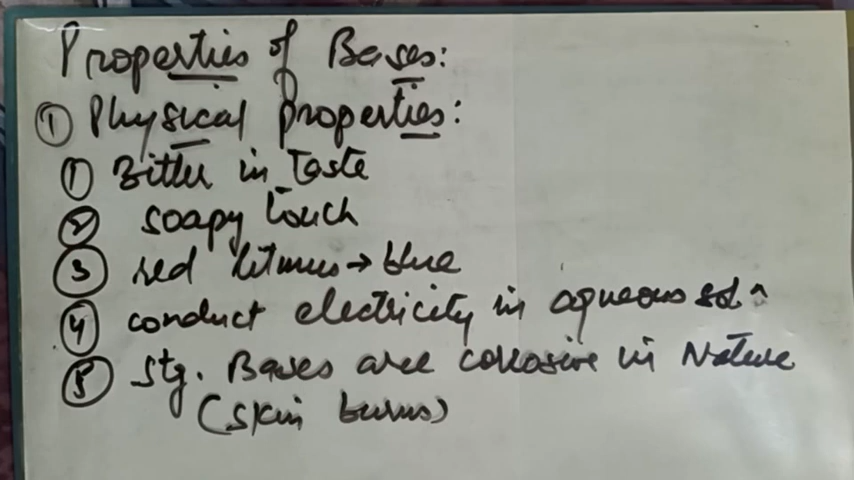 Properties of Bases:
① Physical properties:
① Bitter in Taste
② soapy touch
③ red litmus → blue
④ conduct electricity in aqueous solⁿ
⑤ Stg. Bases are corrosive in Nature
(skin burns)